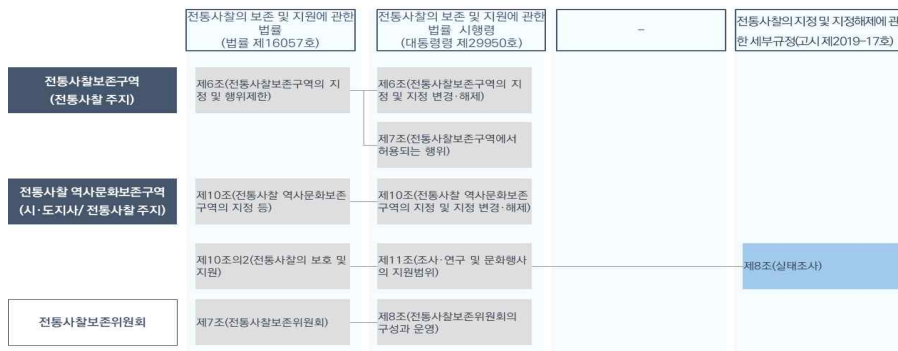 전통사찰의 보존 및 지원에 관한
법률
(법률 제16057호)
전통사찰의 보존 및 지원에 관한
법률 시행령
(대통령령 제29950호)
-
전통사찰의 지정 및 지정해제에 관
한 세부규정(고시 제2019-17호)
전통사찰보존구역
(전통사찰 주지)
제6조(전통사찰보존구역의 지
정 및 행위제한)
제6조(전통사찰보존구역의 지
정 및 지정 변경·해제)
제7조(전통사찰보존구역에서
허용되는 행위)
전통사찰 역사문화보존구역
(시·도지사/ 전통사찰 주지)
제10조(전통사찰 역사문화보존
구역의 지정 등)
제10조(전통사찰 역사문화보존
구역의 지정 및 지정 변경·해제)
제10조의2(전통사찰의 보호 및
지원)
제11조(조사·연구 및 문화행사
의 지원범위)
제8조(실태조사)
전통사찰보존위원회
제7조(전통사찰보존위원회)
제8조(전통사찰보존위원회의
구성과 운영)